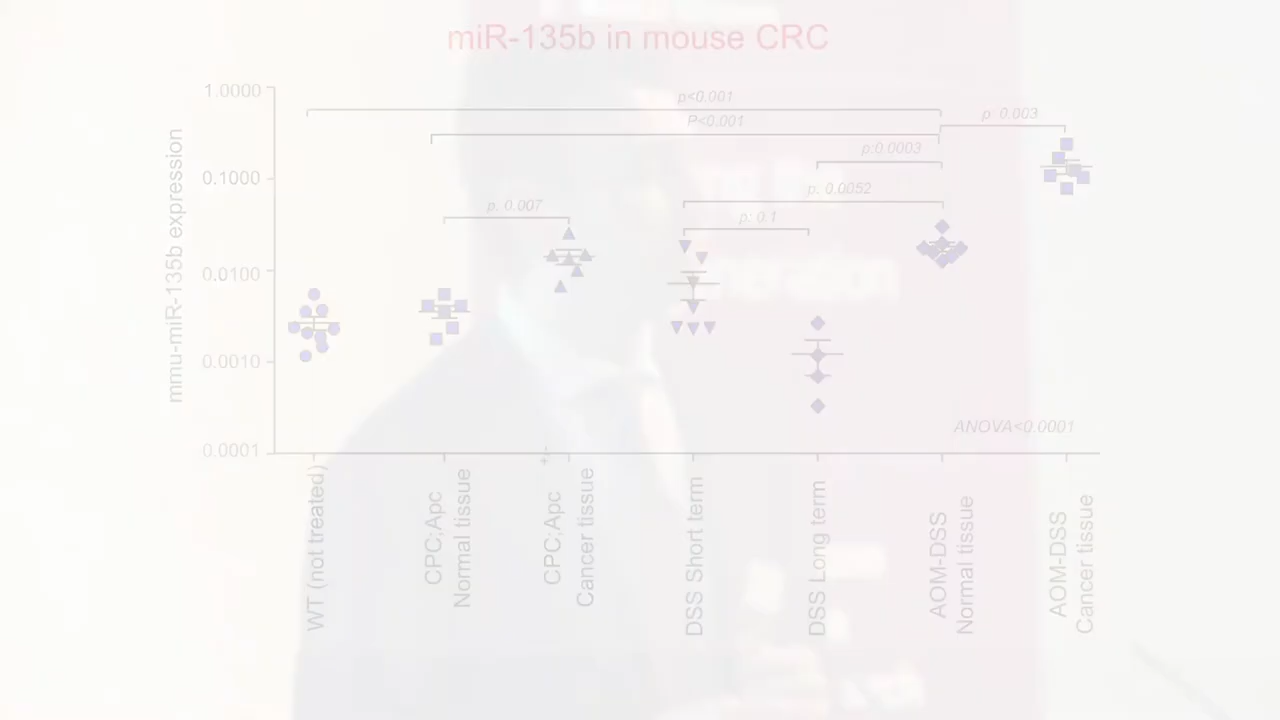 miR-135b in mouse CRC
mmu-miR-135b expression
1.0000
0.1000
0.0100
0.0010
0.0001
p<0.001
P<0.001
p: 0.003
p:0.0003
p: 0.0052
p: 0.007
p: 0.1
ANOVA<0.0001
WT (not treated)
CPC;Apc
Normal tissue
CPC;Apc
Cancer tissue
DSS Short term
DSS Long term
AOM-DSS
Normal tissue
AOM-DSS
Cancer tissue